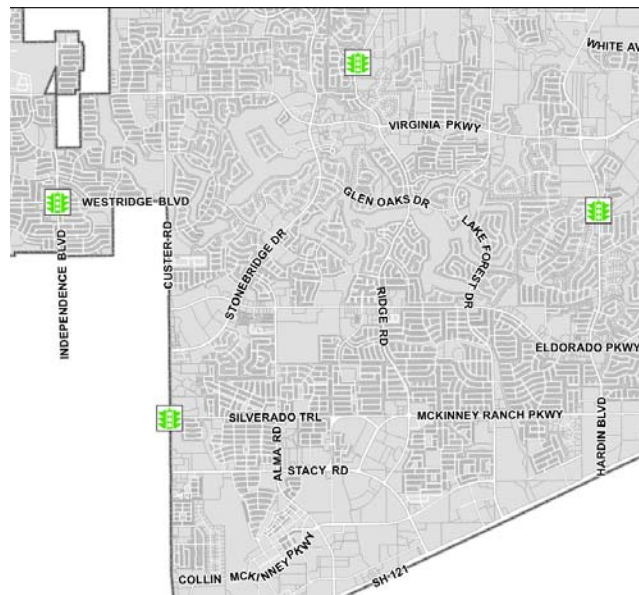 WHITE AV
VIRGINIA PKWY
WESTRIDGE BLVD
GLEN OAKS DR
LAKE FOREST DR
CUSTER RD
STONEBRIDGE DR
INDEPENDENCE BLVD
RIDGE RD
ELDORADO PKWY
SILVERADO TRL
MCKINNEY RANCH PKWY
HARDIN BLVD
ALMA RD
STACY RD
COLLIN MCKINNEY PKWY
SH 121